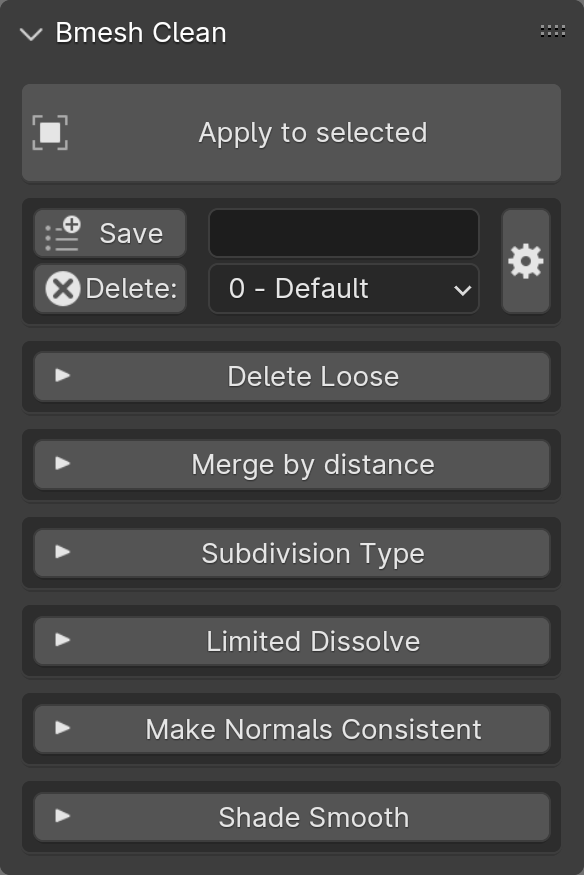 Bmesh Clean
Apply to selected
Save
Delete: 0 - Default
Delete Loose
Merge by distance
Subdivision Type
Limited Dissolve
Make Normals Consistent
Shade Smooth